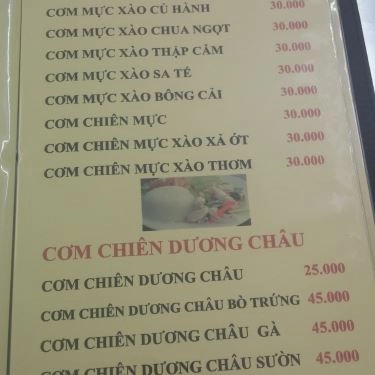 CƠM MỰC XÀO CỦ HÀNH 30.000
CƠM MỰC XÀO CHUA NGỌT 30.000
CƠM MỰC XÀO THẬP CẨM 30.000
CƠM MỰC XÀO SA TÉ 30.000
CƠM MỰC XÀO BÔNG CẢI 30.000
CƠM CHIÊN MỰC 30.000
CƠM CHIÊN MỰC XÀO XẢ ỚT 30.000
CƠM CHIÊN MỰC XÀO THƠM 30.000
CƠM CHIÊN DƯƠNG CHÂU
CƠM CHIÊN DƯƠNG CHÂU 25.000
CƠM CHIÊN DƯƠNG CHÂU BÒ TRỨNG 45.000
CƠM CHIÊN DƯƠNG CHÂU GÀ 45.000
CƠM CHIÊN DƯƠNG CHÂU SƯỜN 45.000